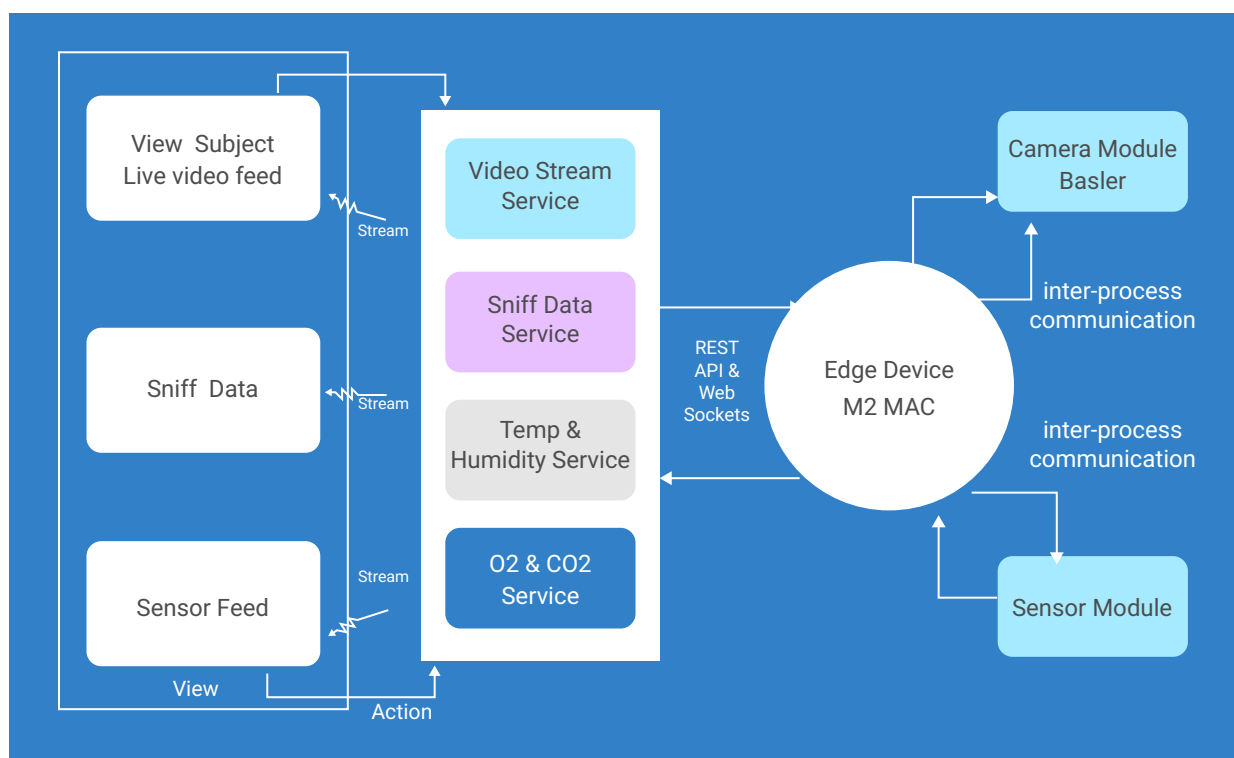 View Subject
Live video feed
Stream
Sniff Data
Stream
Sensor Feed
Stream
View
Action
Video Stream
Service
Sniff Data
Service
Temp &
Humidity Service
O2 & CO2
Service
REST
API &
Web
Sockets
Edge Device
M2 MAC
Camera Module
Basler
inter-process
communication
inter-process
communication
Sensor Module